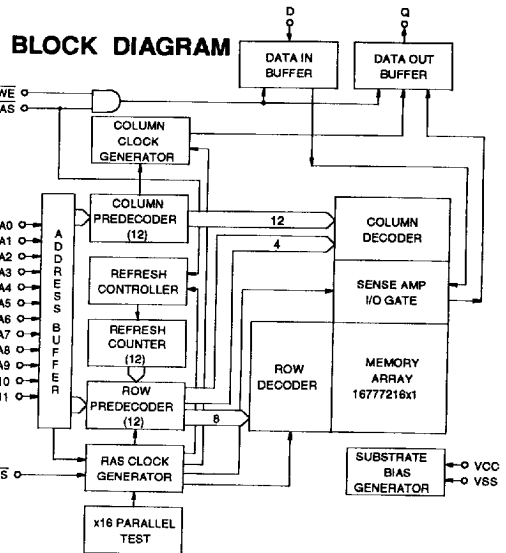 D
Q
BLOCK DIAGRAM
DATA IN
BUFFER
DATA OUT
BUFFER
WE
AS
COLUMN
CLOCK
GENERATOR
COLUMN
PREDECODER
(12)
12
4
COLUMN
DECODER
A0
A1
A2
A3
A4
A5
A6
A7
A8
A9
10
11
ADDRESS BUFFER
REFRESH
CONTROLLER
SENSE AMP
I/O GATE
REFRESH
COUNTER
(12)
ROW
DECODER
MEMORY
ARRAY
16777216x1
ROW
PREDECODER
(12)
8
S
RAS CLOCK
GENERATOR
SUBSTRATE
BIAS
GENERATOR
VCC
VSS
x16 PARALLEL
TEST